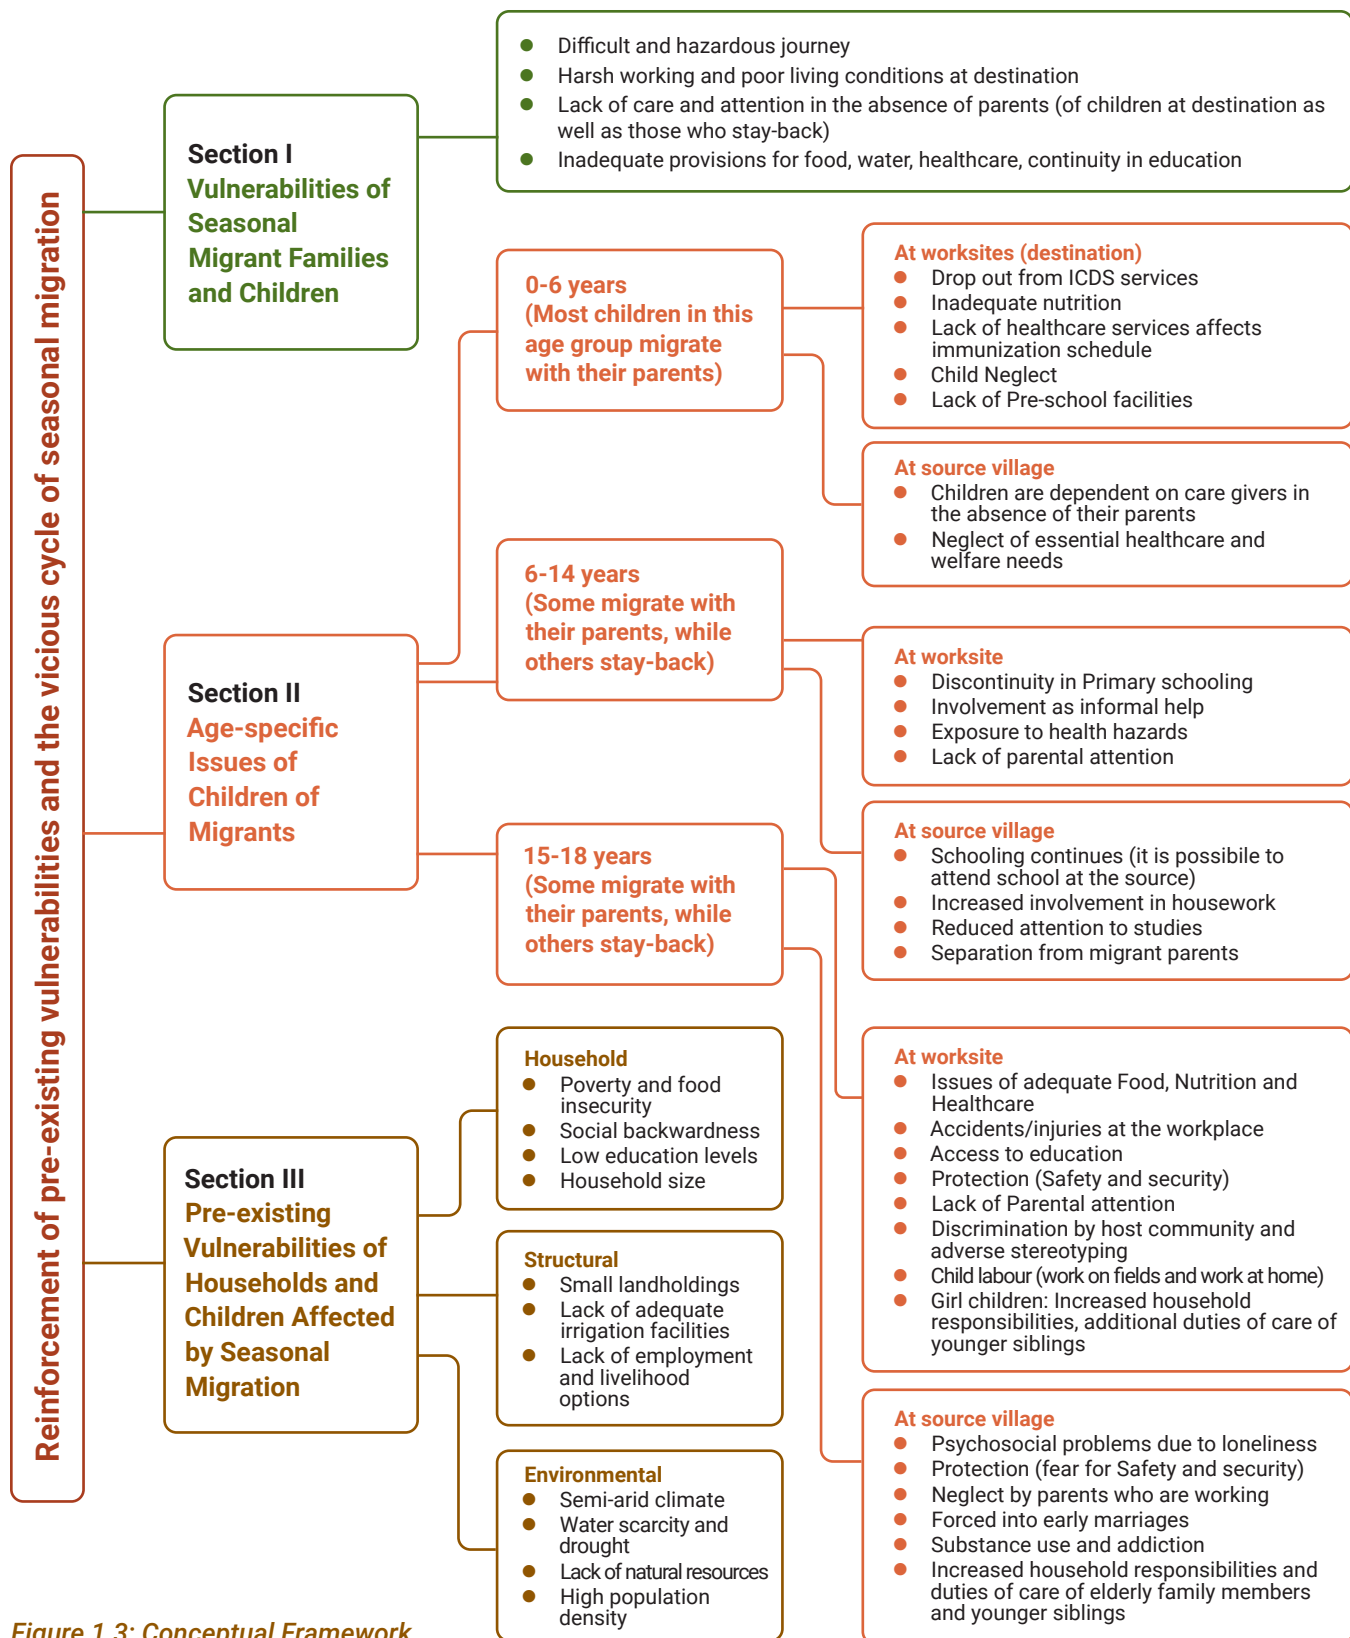 Reinforcement of pre-existing vulnerabilities and the vicious cycle of seasonal migration
Section I
Vulnerabilities of
Seasonal
Migrant Families
and Children
● Difficult and hazardous journey
● Harsh working and poor living conditions at destination
● Lack of care and attention in the absence of parents (of children at destination as
well as those who stay-back)
● Inadequate provisions for food, water, healthcare, continuity in education
Section II
Age-specific
Issues of
Children of
Migrants
0-6 years
(Most children in this
age group migrate
with their parents)
At worksites (destination)
● Drop out from ICDS services
● Inadequate nutrition
● Lack of healthcare services affects
immunization schedule
● Child Neglect
● Lack of Pre-school facilities
At source village
● Children are dependent on care givers in
the absence of their parents
● Neglect of essential healthcare and
welfare needs
6-14 years
(Some migrate with
their parents, while
others stay-back)
At worksite
● Discontinuity in Primary schooling
● Involvement as informal help
● Exposure to health hazards
● Lack of parental attention
At source village
● Schooling continues (it is possibile to
attend school at the source)
● Increased involvement in housework
● Reduced attention to studies
● Separation from migrant parents
15-18 years
(Some migrate with
their parents, while
others stay-back)
At worksite
● Issues of adequate Food, Nutrition and
Healthcare
● Accidents/injuries at the workplace
● Access to education
● Protection (Safety and security)
● Lack of Parental attention
● Discrimination by host community and
adverse stereotyping
● Child labour (work on fields and work at home)
● Girl children: Increased household
responsibilities, additional duties of care of
younger siblings
At source village
● Psychosocial problems due to loneliness
● Protection (fear for Safety and security)
● Neglect by parents who are working
● Forced into early marriages
● Substance use and addiction
● Increased household responsibilities and
duties of care of elderly family members
and younger siblings
Section III
Pre-existing
Vulnerabilities of
Households and
Children Affected
by Seasonal
Migration
Household
● Poverty and food
insecurity
● Social backwardness
● Low education levels
● Household size
Structural
● Small landholdings
● Lack of adequate
irrigation facilities
● Lack of employment
and livelihood
options
Environmental
● Semi-arid climate
● Water scarcity and
drought
● Lack of natural resources
● High population
density
Figure 1.3: Conceptual Framework